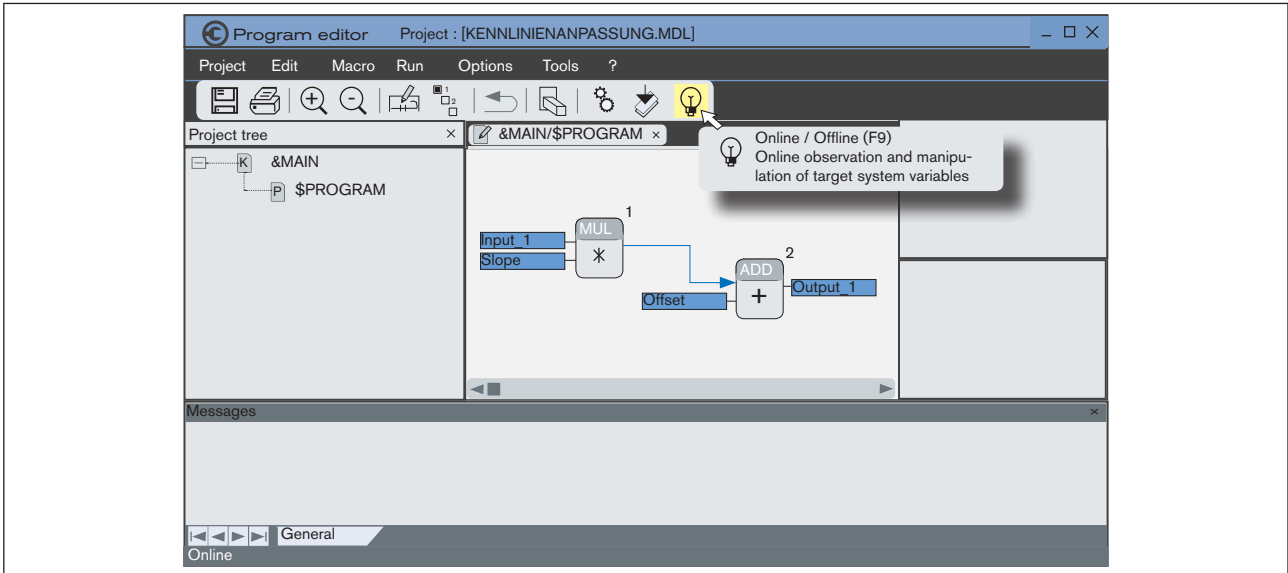 Program editor Project : [KENNLINIENANPASSUNG.MDL]
Project Edit Macro Run Options Tools ?
1
2
Project tree ×
&MAIN/$PROGRAM ×
Online / Offline (F9)
Online observation and manipu-
lation of target system variables
K &MAIN
P $PROGRAM
1
MUL
Input_1
Slope
*
2
ADD
Offset
+
Output_1
Messages ×
General
Online